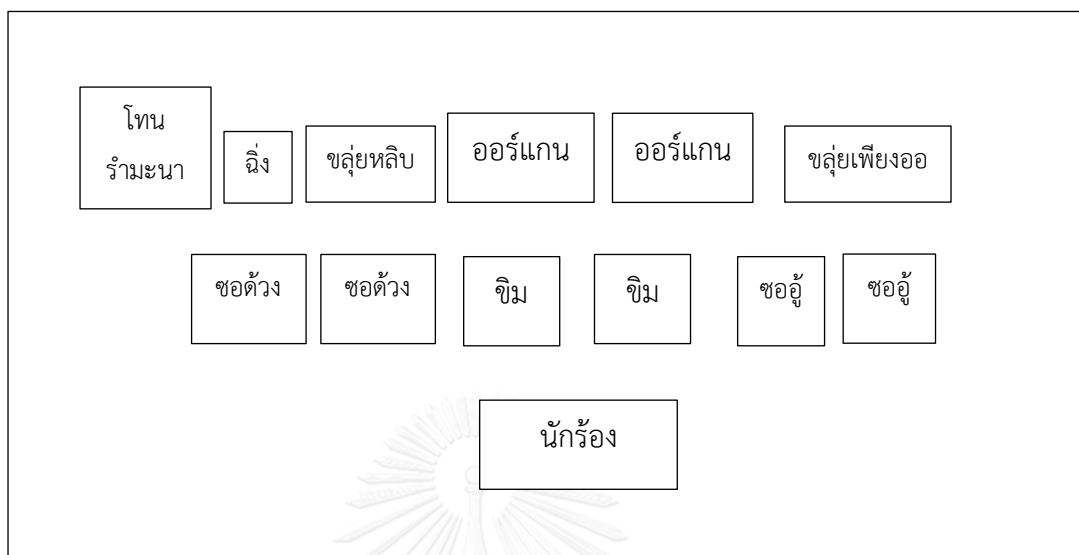 โทน
รำมะนา
ฉิ่ง
ขลุ่ยหลิบ
ออร์แกน
ออร์แกน
ขลุ่ยเพียงออ
ซอด้วง
ซอด้วง
ขิม
ขิม
ซออู้
ซออู้
นักร้อง